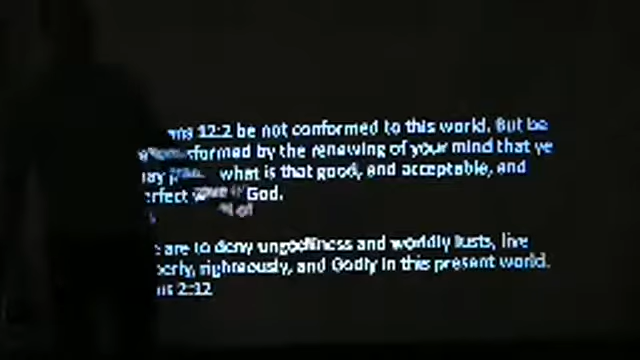 12:2 be not conformed to this world. But be
by the renewing of your mind that ye
what is that good, and acceptable, and
God.
are to deny ungodliness and worldly lusts, live
righteously, and Godly in this present world.
2:12